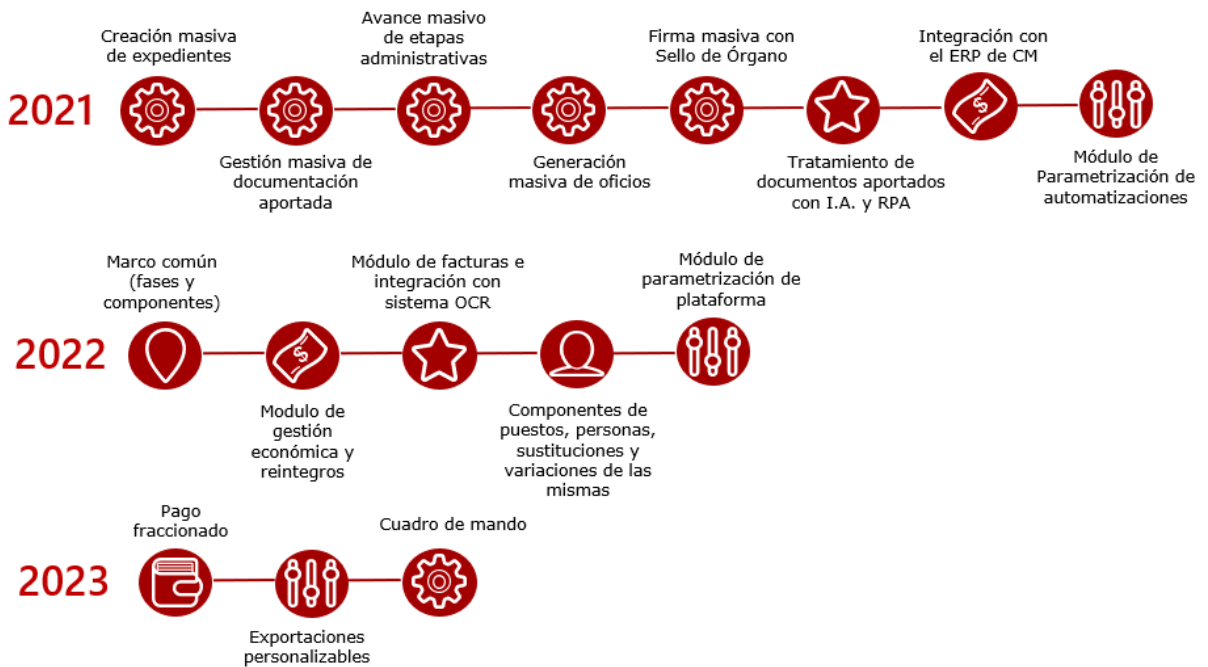 2021
Creación masiva
de expedientes
Gestión masiva de
documentación
aportada
Avance masivo
de etapas
administrativas
Generación
masiva de oficios
Firma masiva con
Sello de Órgano
Tratamiento de
documentos aportados
con I.A. y RPA
Integración con
el ERP de CM
Módulo de
Parametrización de
automatizaciones
2022
Marco común
(fases y
componentes)
Modulo de
gestión
económica y
reintegros
Módulo de facturas e
integración con
sistema OCR
Componentes de
puestos, personas,
sustituciones y
variaciones de las
mismas
Módulo de
parametrización de
plataforma
2023
Pago
fraccionado
Exportaciones
personalizables
Cuadro de mando